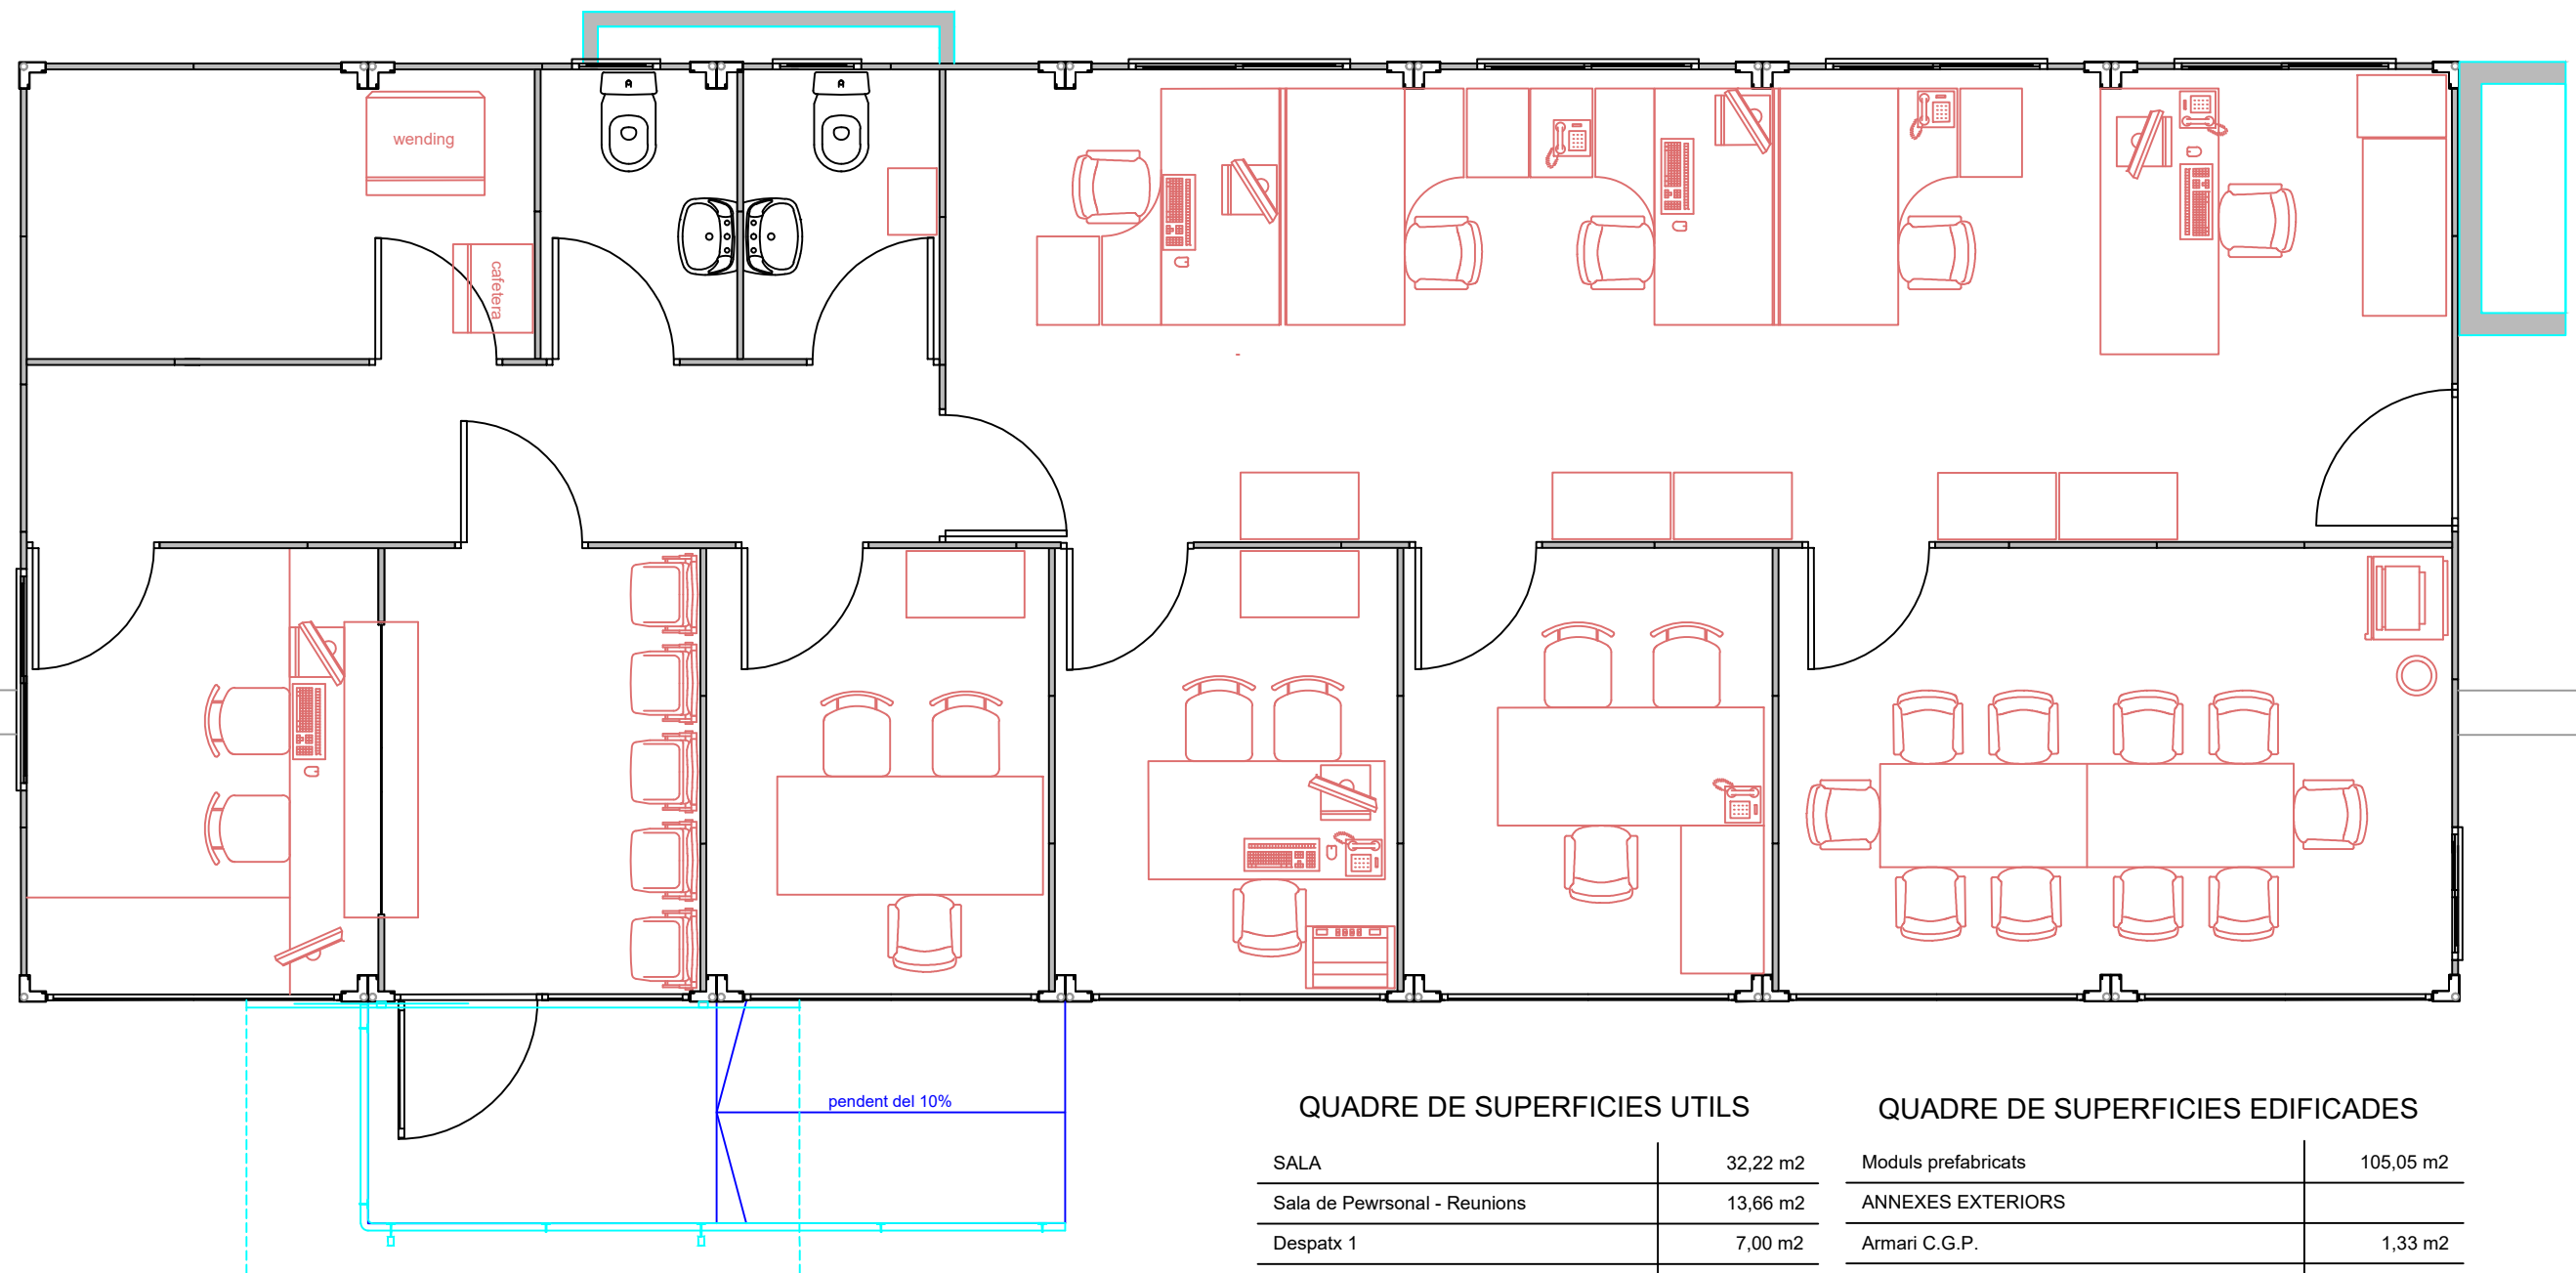 wending
cafetera
pendent del 10%
QUADRE DE SUPERFICIES UTILS
SALA 32,22 m2
Sala de Pewrsonal - Reunions 13,66 m2
Despatx 1 7,00 m2
QUADRE DE SUPERFICIES EDIFICADES
Moduls prefabricats 105,05 m2
ANNEXES EXTERIORS
Armari C.G.P. 1,33 m2